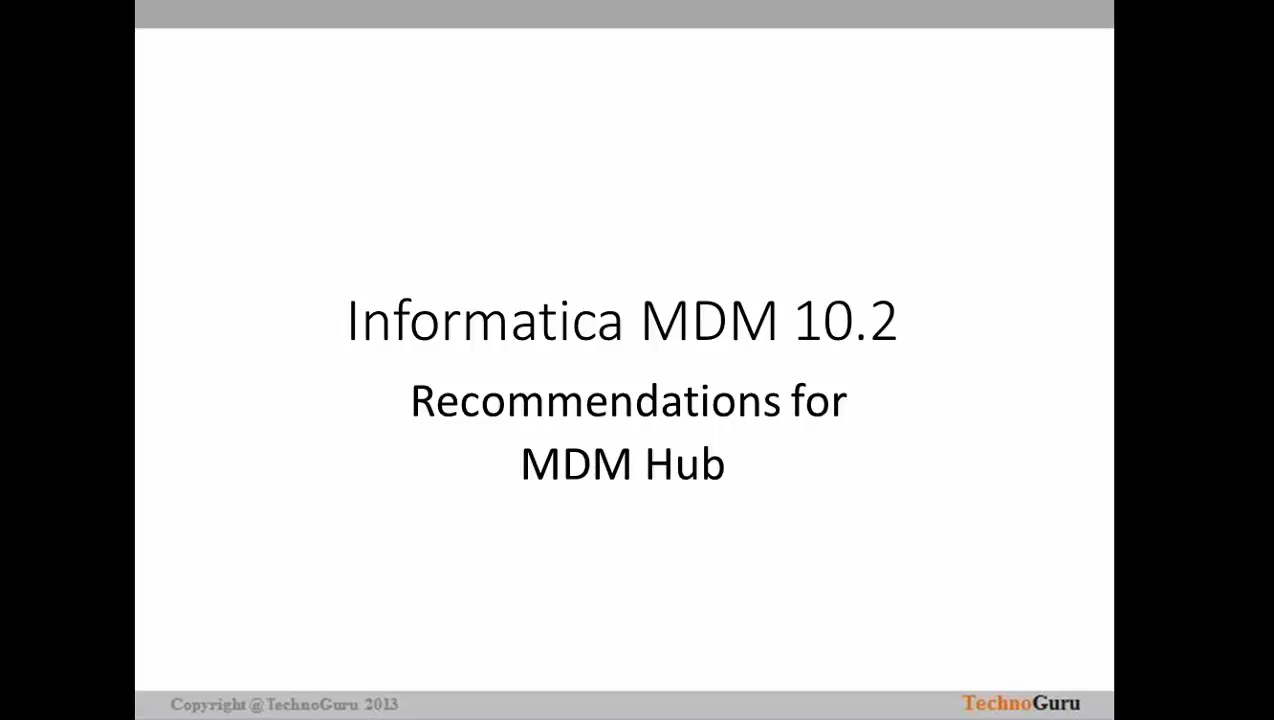 Informatica MDM 10.2
Recommendations for
MDM Hub
Copyright @ TechnoGuru 2013
TechnoGuru